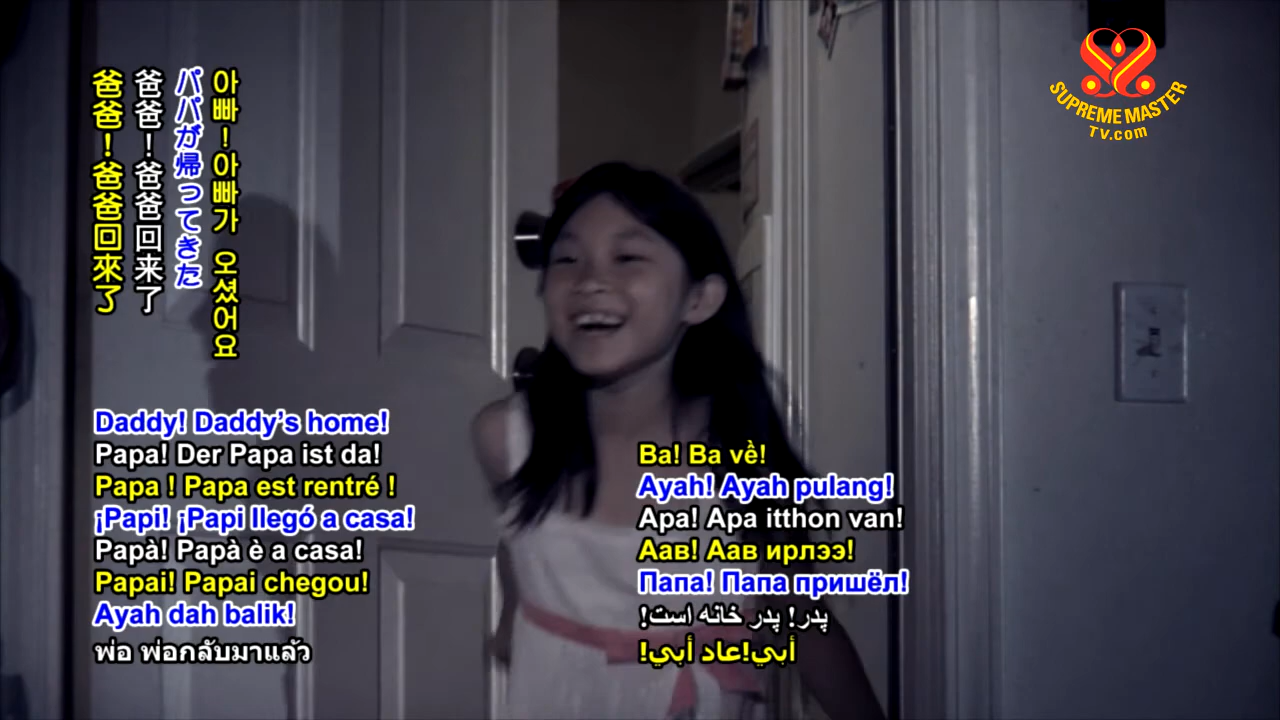 爸爸！爸爸回來了
爸爸！爸爸回来了
パパが帰ってきた
아빠！아빠가 오셨어요
SUPREME MASTER
TV.com
Daddy! Daddy's home!
Papa! Der Papa ist da!
Papa ! Papa est rentré !
¡Papi! ¡Papi llegó a casa!
Papà! Papà è a casa!
Papai! Papai chegou!
Ayah dah balik!
พ่อ พ่อกลับมาแล้ว
Ba! Ba về!
Ayah! Ayah pulang!
Apa! Apa itthon van!
Аав! Аав ирлээ!
Папа! Папа пришёл!
پدر! پدر خانه است!
أبي!عاد أبي!